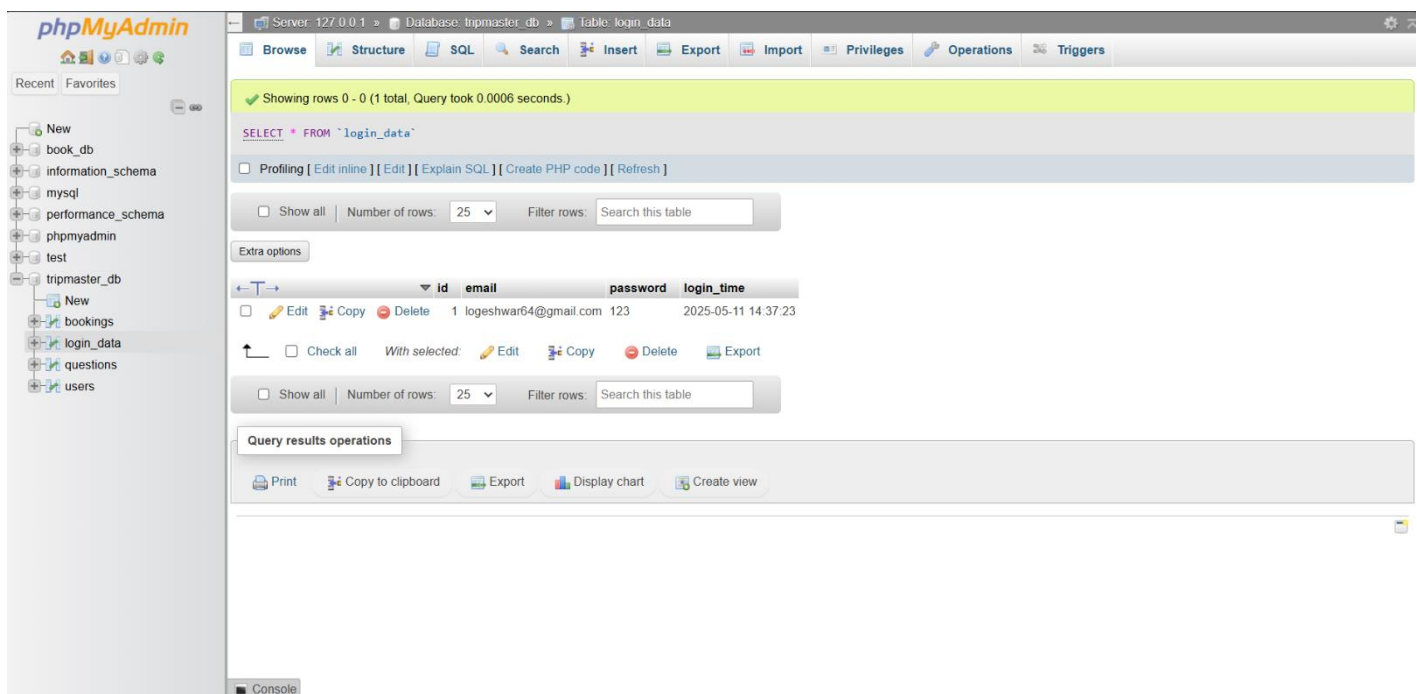 phpMyAdmin
Recent Favorites
New
book_db
information_schema
mysql
performance_schema
phpmyadmin
test
tripmaster_db
New
bookings
login_data
questions
users
Server: 127.0.0.1 » Database: tripmaster_db » Table: login_data
Browse Structure SQL Search Insert Export Import Privileges Operations Triggers
Showing rows 0 - 0 (1 total, Query took 0.0006 seconds.)
SELECT * FROM `login_data`
Profiling [ Edit inline ] [ Edit ] [ Explain SQL ] [ Create PHP code ] [ Refresh ]
Show all Number of rows: 25 Filter rows: Search this table
Extra options
←T→ id email password login_time
Edit Copy Delete 1 logeshwar64@gmail.com 123 2025-05-11 14:37:23
Check all With selected: Edit Copy Delete Export
Show all Number of rows: 25 Filter rows: Search this table
Query results operations
Print Copy to clipboard Export Display chart Create view
Console